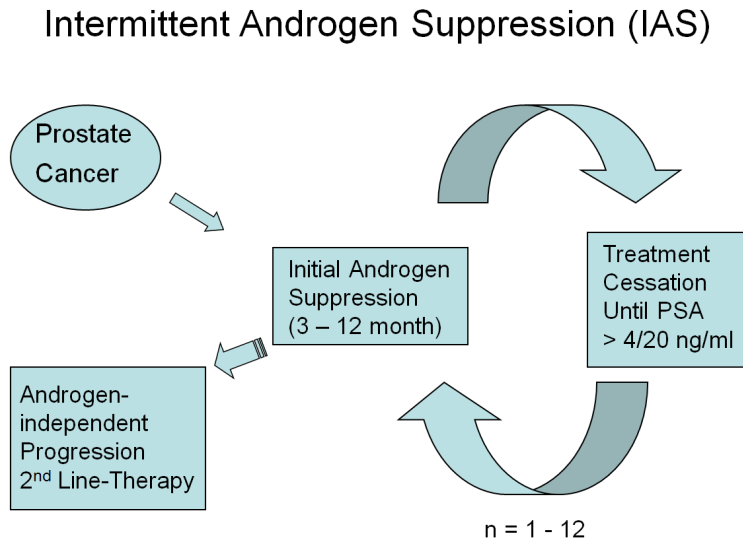 Intermittent Androgen Suppression (IAS)
Prostate
Cancer
Initial Androgen
Suppression
(3 – 12 month)
Treatment
Cessation
Until PSA
> 4/20 ng/ml
Androgen-
independent
Progression
2nd Line-Therapy
n = 1 - 12